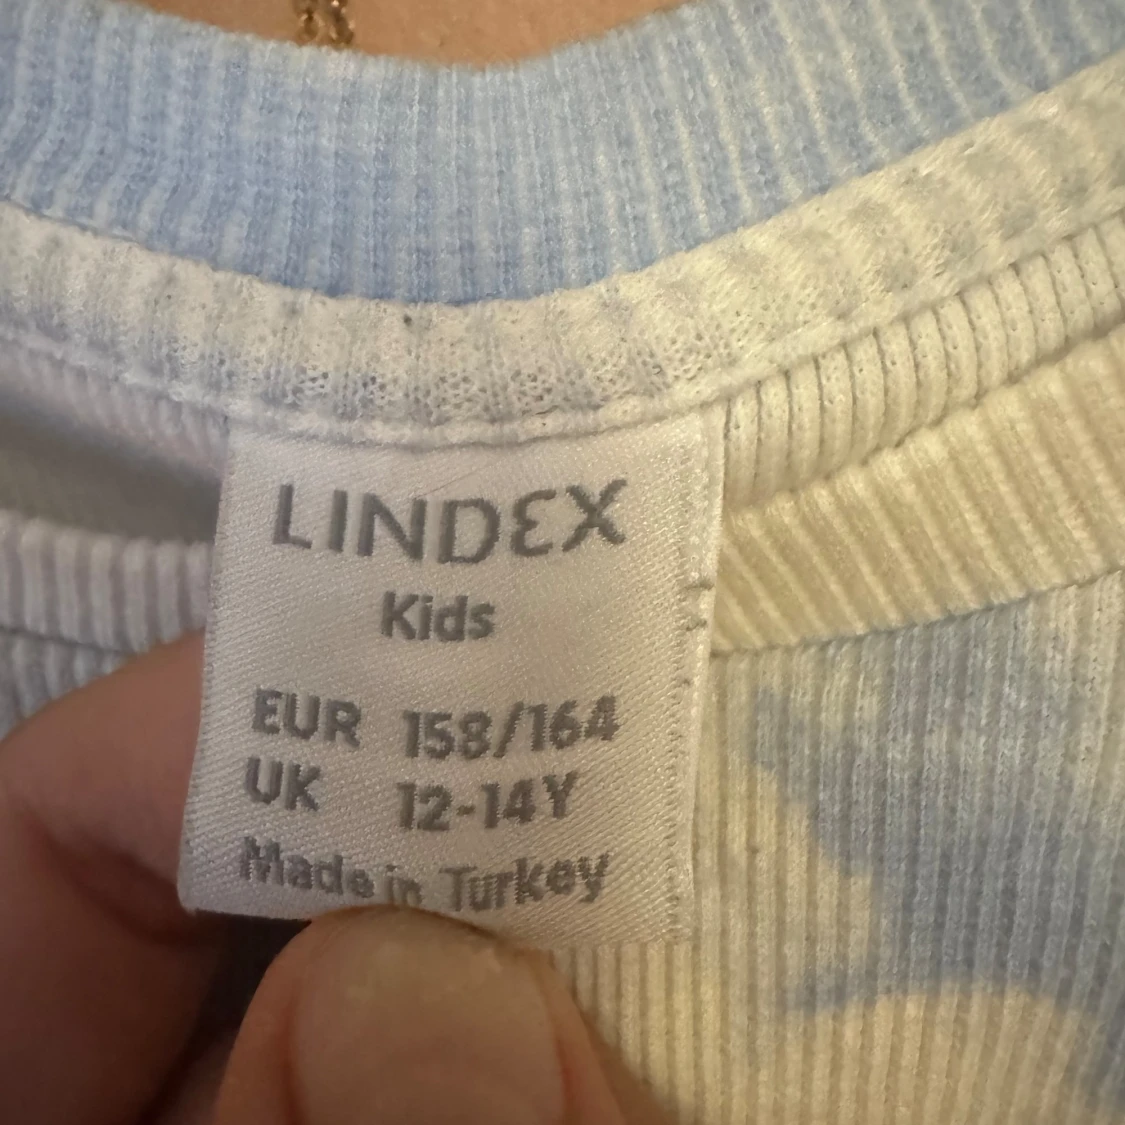 LINDEX
Kids
EUR 158/164
UK 12-14Y
Made in Turkey